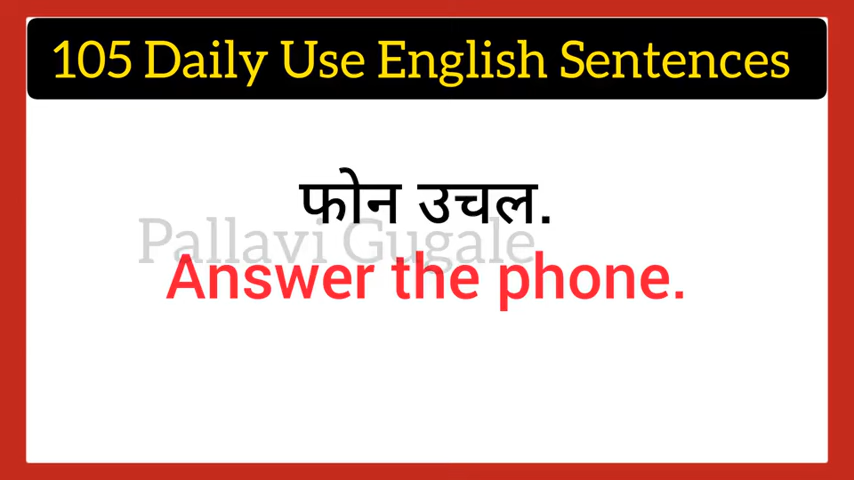 105 Daily Use English Sentences
फोन उचल.
Pallavi Gugale
Answer the phone.